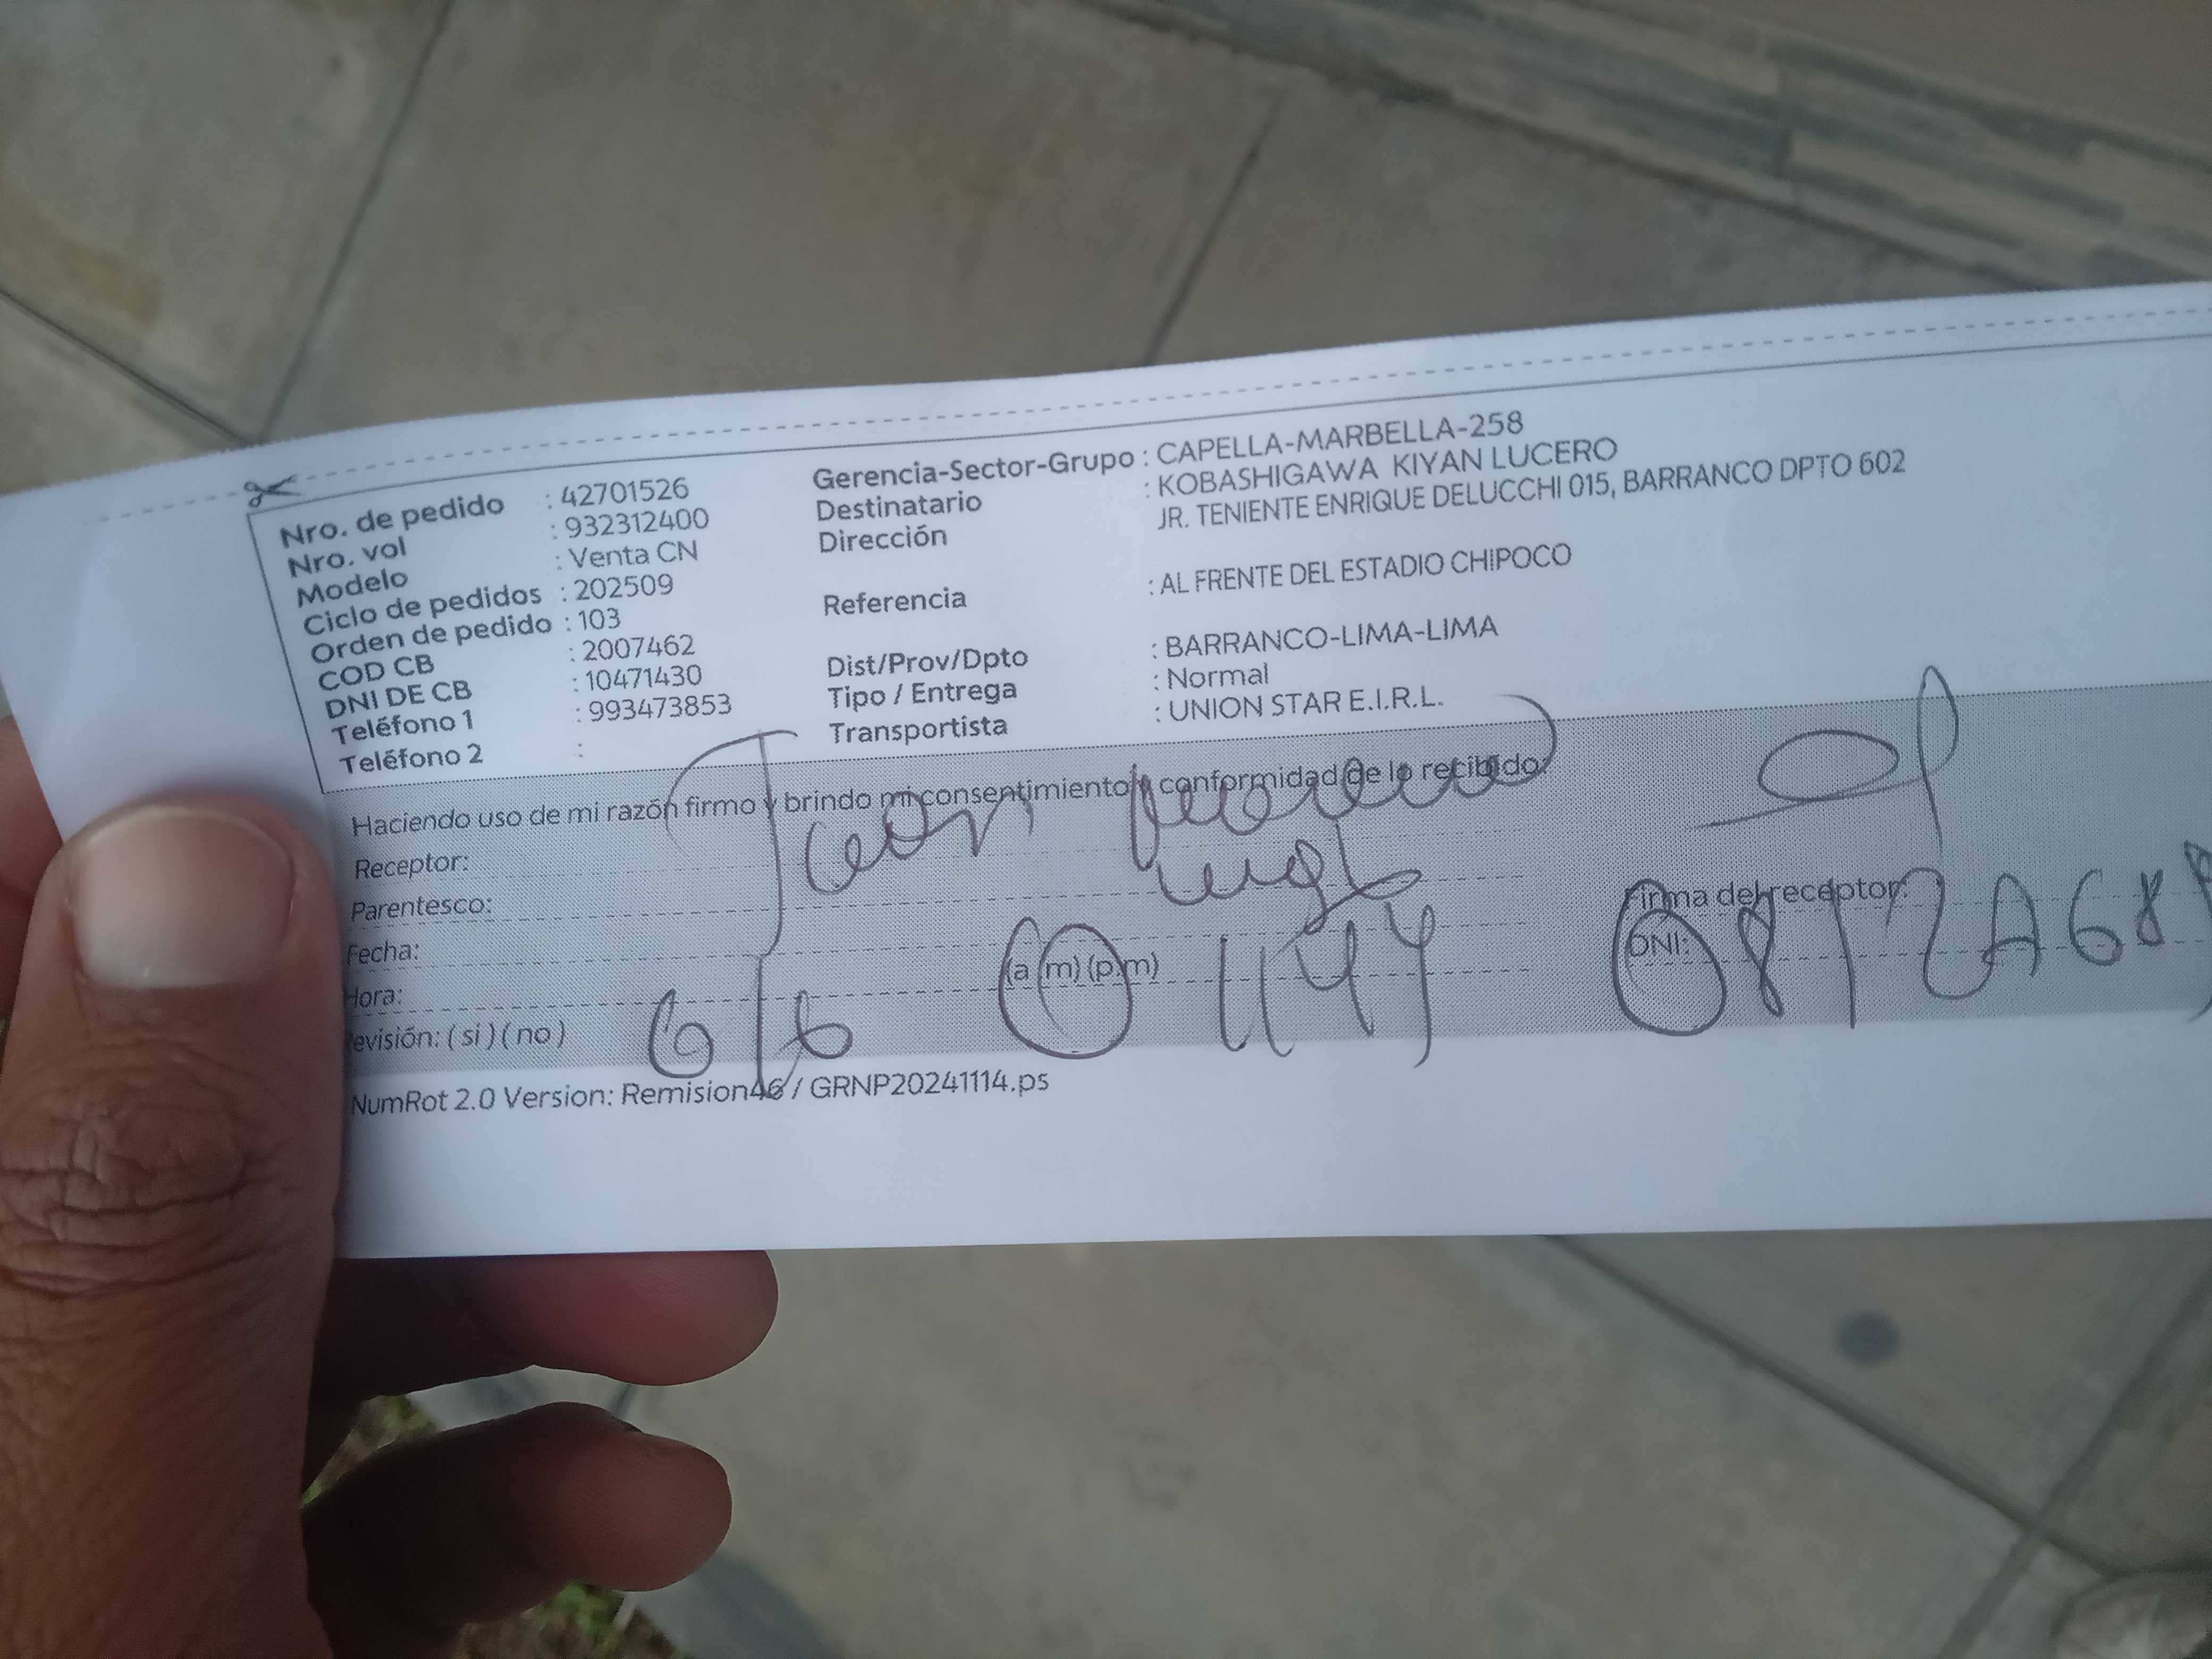 Nro. de pedido : 42701526
Nro. vol : 932312400
Modelo : Venta CN
Ciclo de pedidos : 202509
Orden de pedido : 103
COD CB : 2007462
DNI DE CB : 10471430
Teléfono 1 : 993473853
Teléfono 2 :
Gerencia-Sector-Grupo : CAPELLA-MARBELLA-258
Destinatario : KOBASHIGAWA KIYAN LUCERO
Dirección JR. TENIENTE ENRIQUE DELUCCHI 015, BARRANCO DPTO 602
Referencia : AL FRENTE DEL ESTADIO CHIPOCO
Dist/Prov/Dpto : BARRANCO-LIMA-LIMA
Tipo / Entrega : Normal
Transportista : UNION STAR E.I.R.L.
Haciendo uso de mi razón firmo y brindo mi consentimiento y conformidad de lo recibido.
Receptor:
Parentesco:
Fecha:
Hora: (a m) (p.m)
evisión: ( si ) ( no )
6/6
Firma del receptor:
DNI:
NumRot 2.0 Version: Remision46 / GRNP20241114.ps